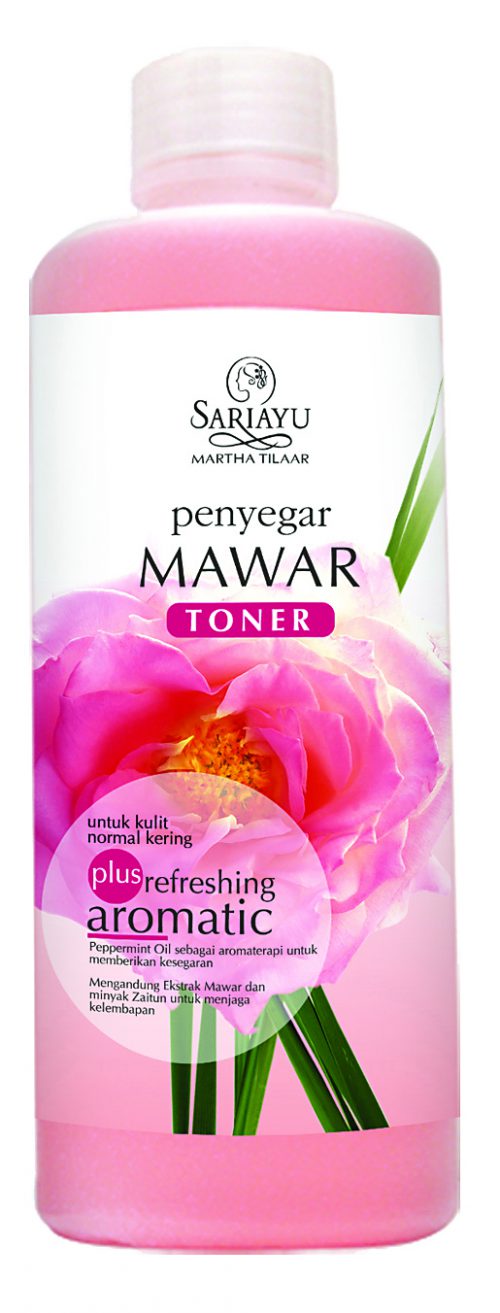 SARIAYU
MARTHA TILAAR
penyegar
MAWAR
TONER
untuk kulit
normal kering
plus refreshing
aromatic
Peppermint Oil sebagai aromaterapi untuk
memberikan kesegaran
Mengandung Ekstrak Mawar dan
minyak Zaitun untuk menjaga
kelembapan